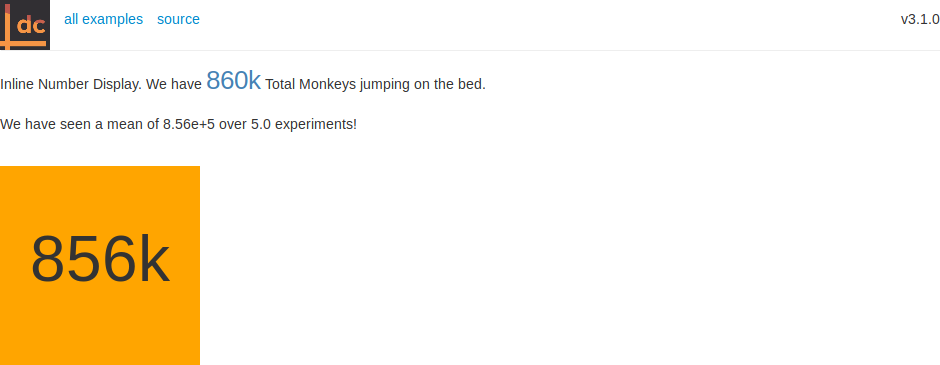 dc all examples source v3.1.0
Inline Number Display. We have 860k Total Monkeys jumping on the bed.
We have seen a mean of 8.56e+5 over 5.0 experiments!
856k